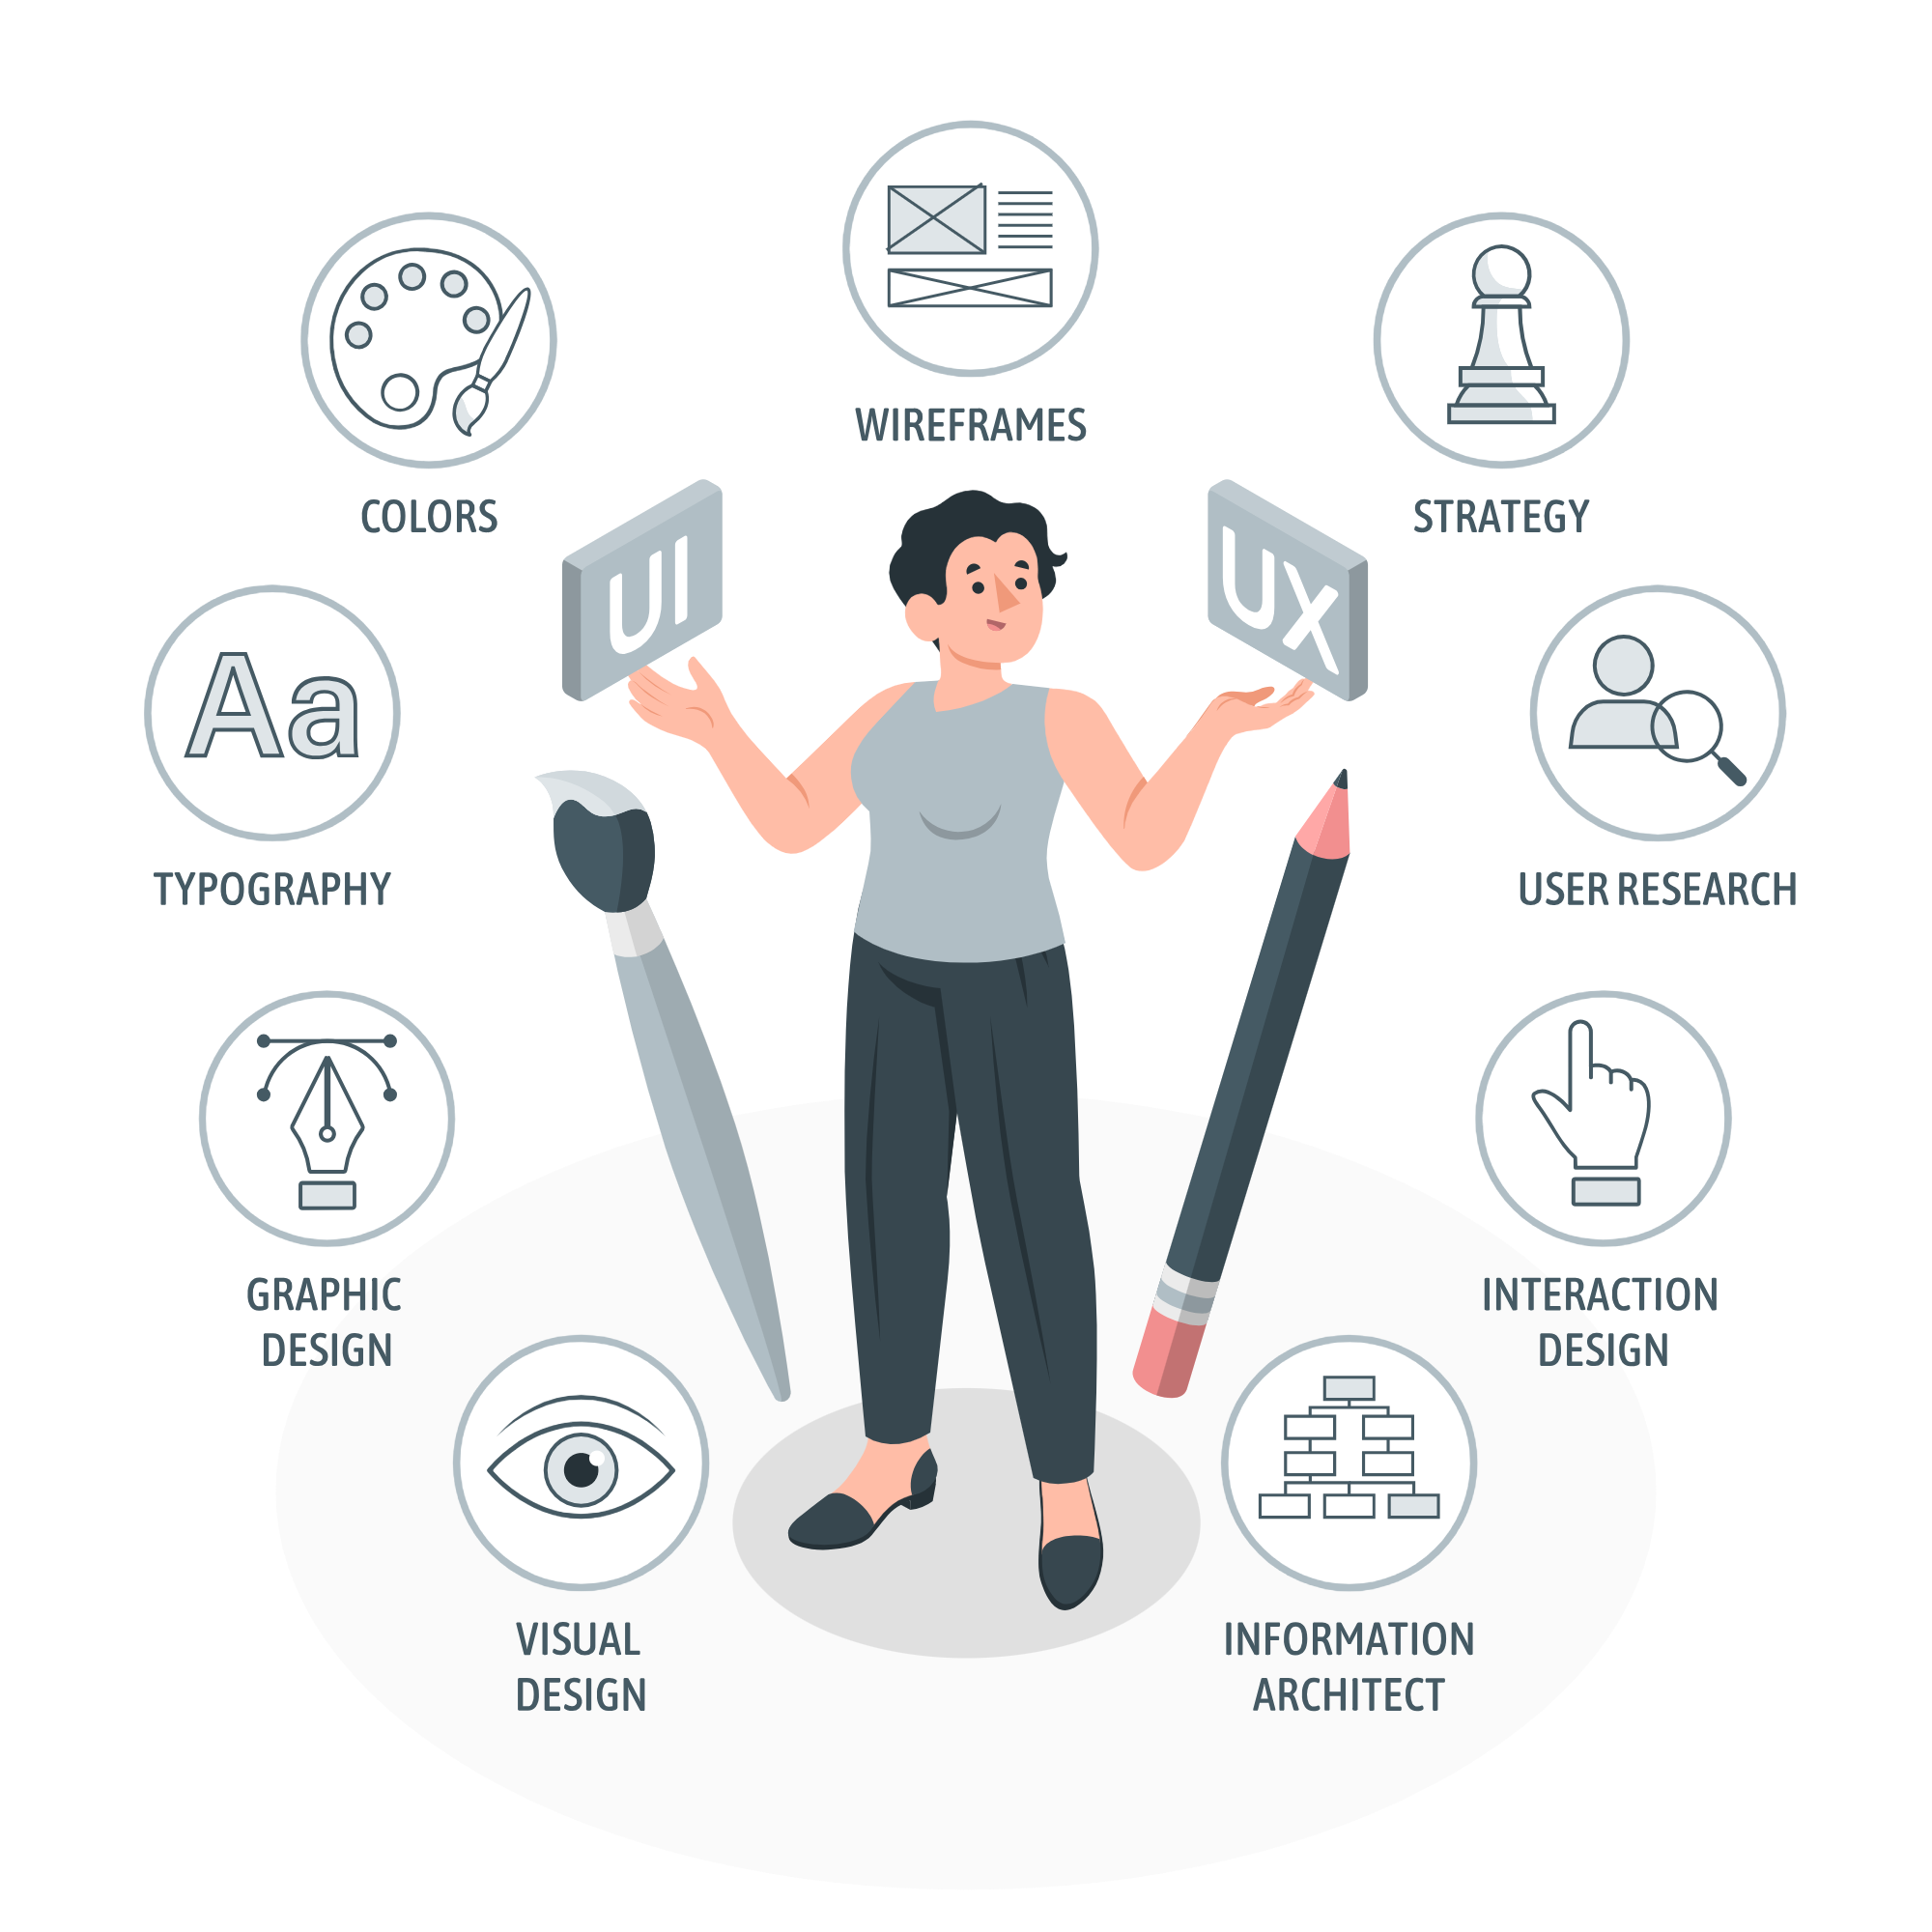 WIREFRAMES
COLORS
STRATEGY
UI
UX
Aa
TYPOGRAPHY
USER RESEARCH
GRAPHIC
DESIGN
INTERACTION
DESIGN
VISUAL
DESIGN
INFORMATION
ARCHITECT